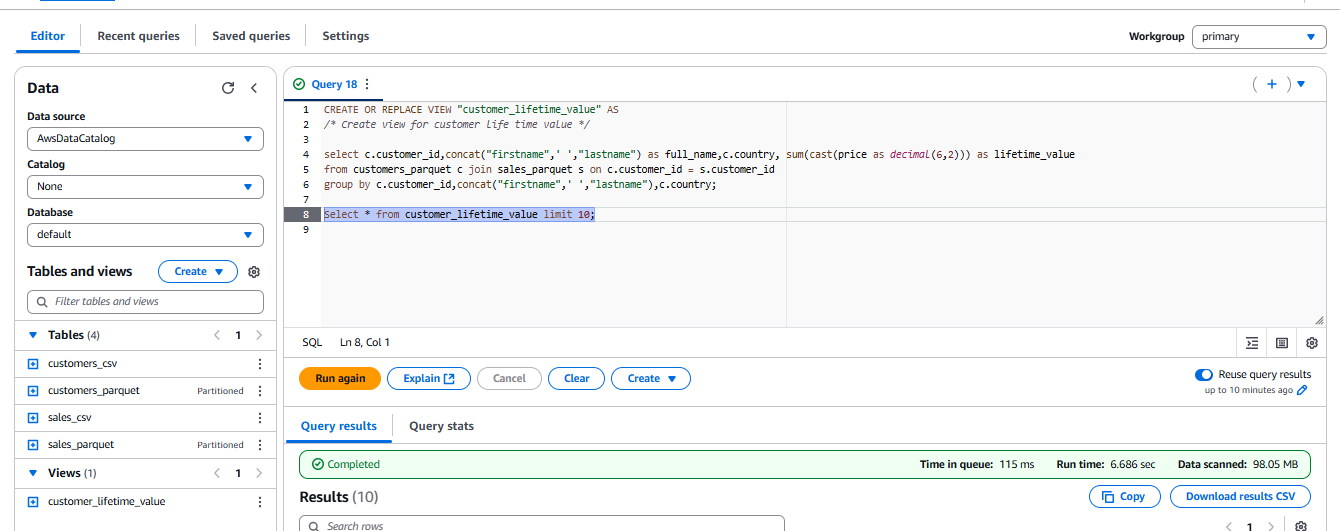 Editor Recent queries Saved queries Settings Workgroup primary
Data
Data source
AwsDataCatalog
Catalog
None
Database
default
Tables and views Create
Filter tables and views
Tables (4) 1
customers_csv
customers_parquet Partitioned
sales_csv
sales_parquet Partitioned
Views (1) 1
customer_lifetime_value
Query 18
1 CREATE OR REPLACE VIEW "customer_lifetime_value" AS
2 /* Create view for customer life time value */
3
4 select c.customer_id,concat("firstname",' ',"lastname") as full_name,c.country, sum(cast(price as decimal(6,2))) as lifetime_value
5 from customers_parquet c join sales_parquet s on c.customer_id = s.customer_id
6 group by c.customer_id,concat("firstname",' ',"lastname"),c.country;
7
8 Select * from customer_lifetime_value limit 10;
9
SQL Ln 8, Col 1
Run again Explain Cancel Clear Create
Reuse query results
up to 10 minutes ago
Query results Query stats
Completed Time in queue: 115 ms Run time: 6.686 sec Data scanned: 98.05 MB
Results (10) Copy Download results CSV
Search rows 1